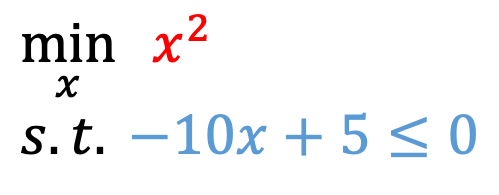 min x²
x
s.t. −10x + 5 ≤ 0